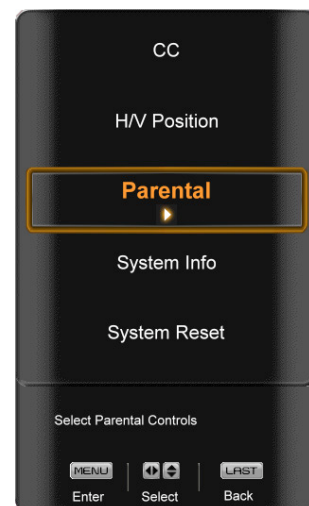 CC
H/V Position
Parental
System Info
System Reset
Select Parental Controls
MENU LAST
Enter Select Back